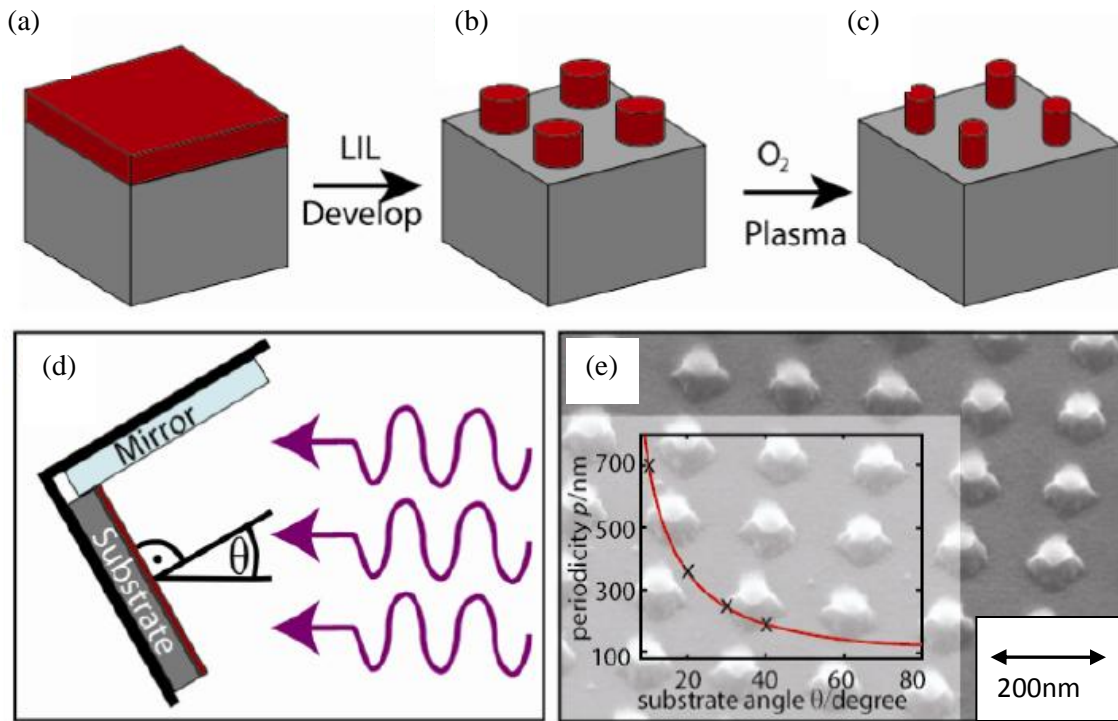 (a)
(b)
(c)
LIL
Develop
O₂
Plasma
(d)
Mirror
Substrate
θ
(e)
periodicity p/nm
700
500
300
100
20 40 60 80
substrate angle θ/degree
200nm